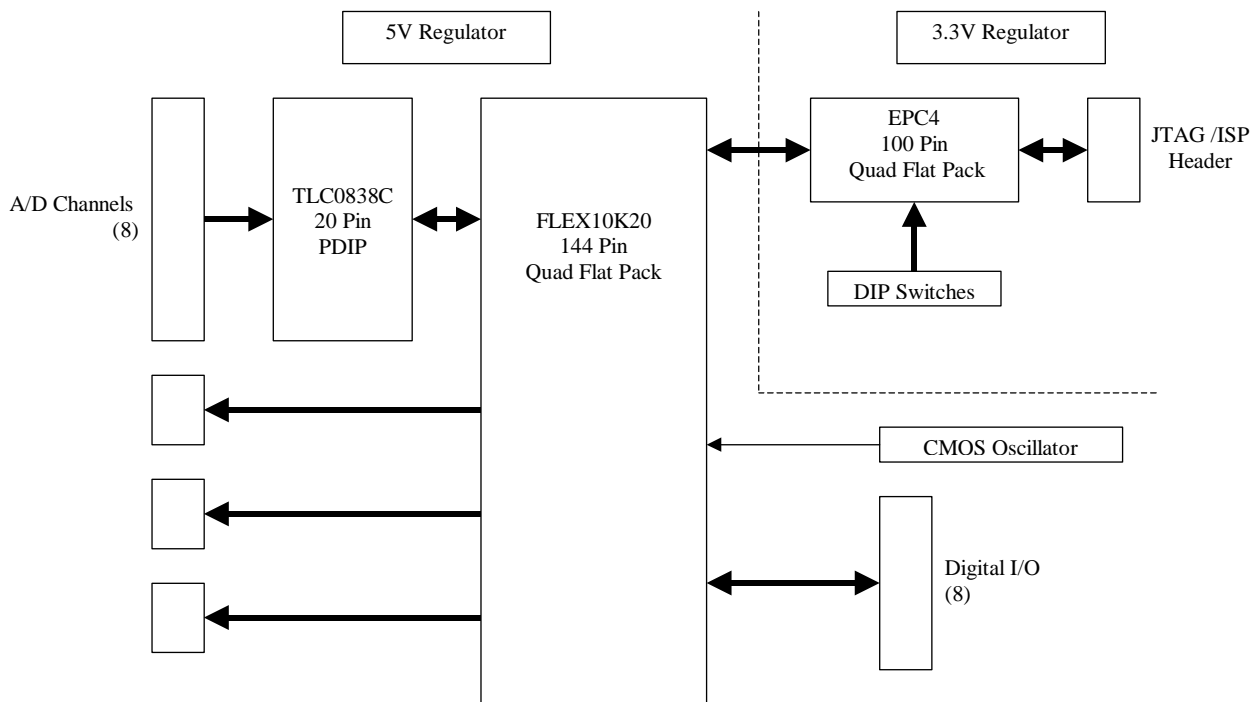 5V Regulator
3.3V Regulator
A/D Channels
(8)
TLC0838C
20 Pin
PDIP
FLEX10K20
144 Pin
Quad Flat Pack
EPC4
100 Pin
Quad Flat Pack
JTAG /ISP
Header
DIP Switches
CMOS Oscillator
Digital I/O
(8)